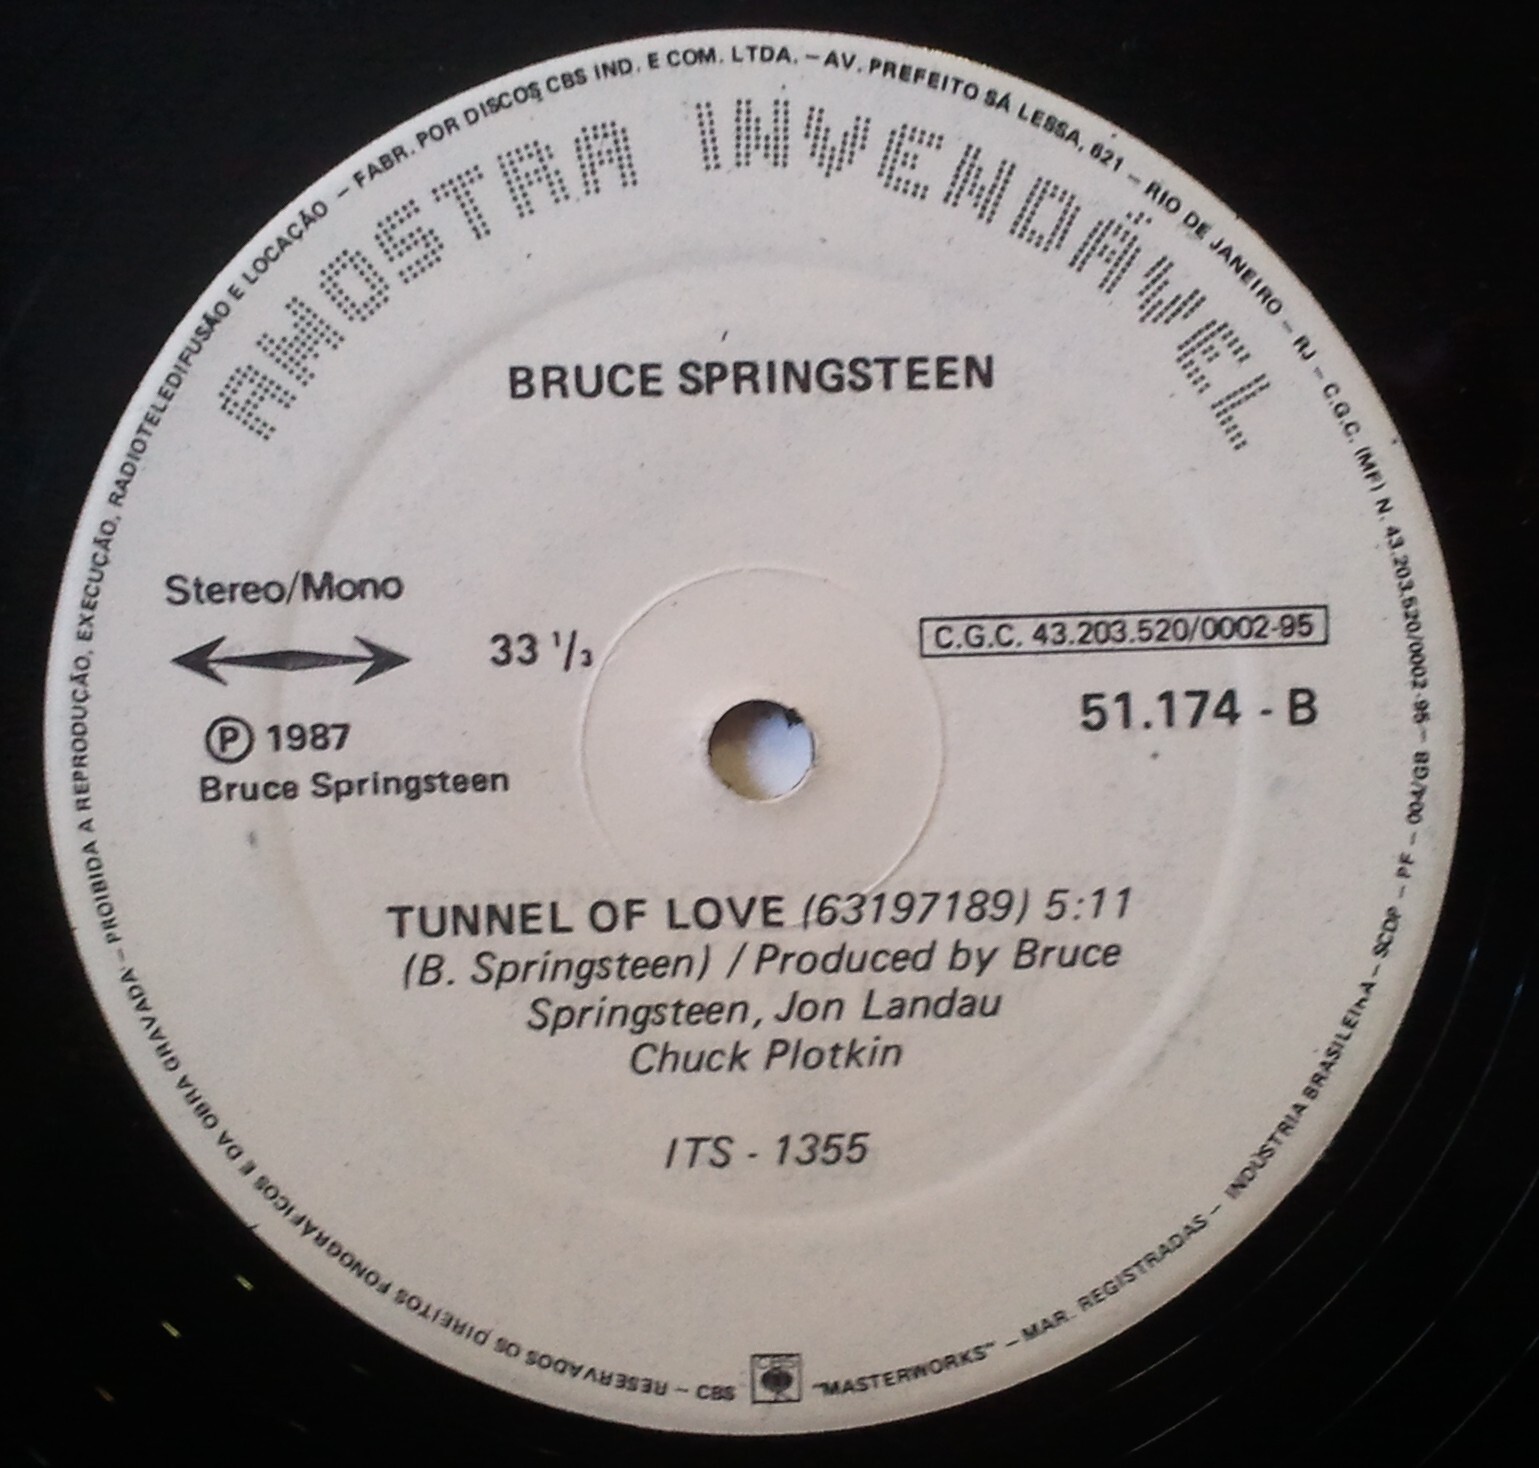 FABR. POR DISCOS CBS IND. E COM. LTDA. – AV. PREFEITO SÁ LESSA, 621 – RIO DE JANEIRO – RJ – C.G.C. (MF) N. 43.203.520/0002-95 – 004/GB – PF – SCDP – INDÚSTRIA BRASILEIRA –
AMOSTRA INVENDÁVEL
BRUCE SPRINGSTEEN
Stereo/Mono
33 1/3
C.G.C. 43.203.520/0002-95
51.174 - B
Ⓟ 1987
Bruce Springsteen
TUNNEL OF LOVE (63197189) 5:11
(B. Springsteen) / Produced by Bruce
Springsteen, Jon Landau
Chuck Plotkin
ITS - 1355
CBS
CBS "MASTERWORKS" – MAR. REGISTRADAS –
RESERVADOS OS DIREITOS FONOGRÁFICOS E DA OBRA GRAVADA – PROIBIDA A REPRODUÇÃO, EXECUÇÃO, RADIOTELEDIFUSÃO E LOCAÇÃO –